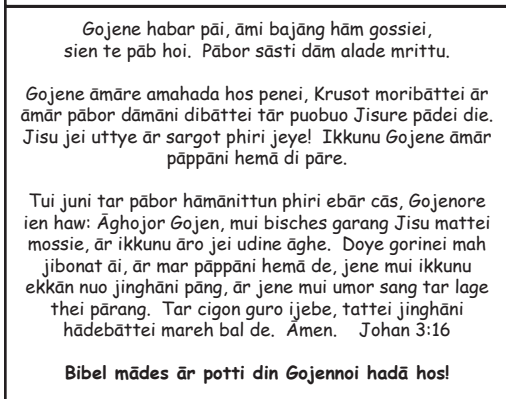 Gojene habar pāi, āmi bajāng hām gossiei,
sien te pāb hoi.  Pābor sāsti dām alade mrittu.
Gojene āmāre amahada hos penei, Krusot moribāttei ār
āmār pābor dāmāni dibāttei tār puobuo Jisure pādei die.
Jisu jei uttye ār sargot phiri jeye!  Ikkunu Gojene āmār
pāppāni hemā di pāre.
Tui juni tar pābor hāmānittun phiri ebār cās, Gojenore
ien haw: Āghojor Gojen, mui bisches garang Jisu mattei
mossie, ār ikkunu āro jei udine āghe.  Doye gorinei mah
jibonat āi, ār mar pāppāni hemā de, jene mui ikkunu
ekkān nuo jinghāni pāng, ār jene mui umor sang tar lage
thei pārang.  Tar cigon guro ijebe, tattei jinghāni
hādebāttei mareh bal de.  Āmen.    Johan 3:16
Bibel mādes ār potti din Gojennoi hadā hos!